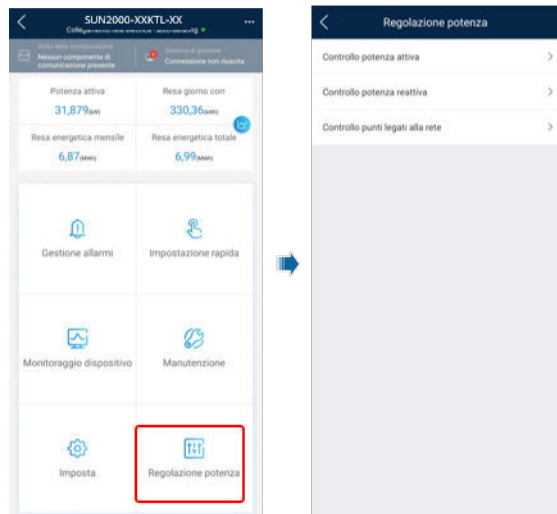 SUN2000-XXKTL-XX
Nessun componente di
comunicazione presente
Connessione non riuscita
Potenza attiva
31,879(kW)
Resa giorno corr
330,36(kWh)
Resa energetica mensile
6,87(MWh)
Resa energetica totale
6,99(MWh)
Gestione allarmi
Impostazione rapida
Monitoraggio dispositivo
Manutenzione
Imposta
Regolazione potenza
Regolazione potenza
Controllo potenza attiva
Controllo potenza reattiva
Controllo punti legati alla rete